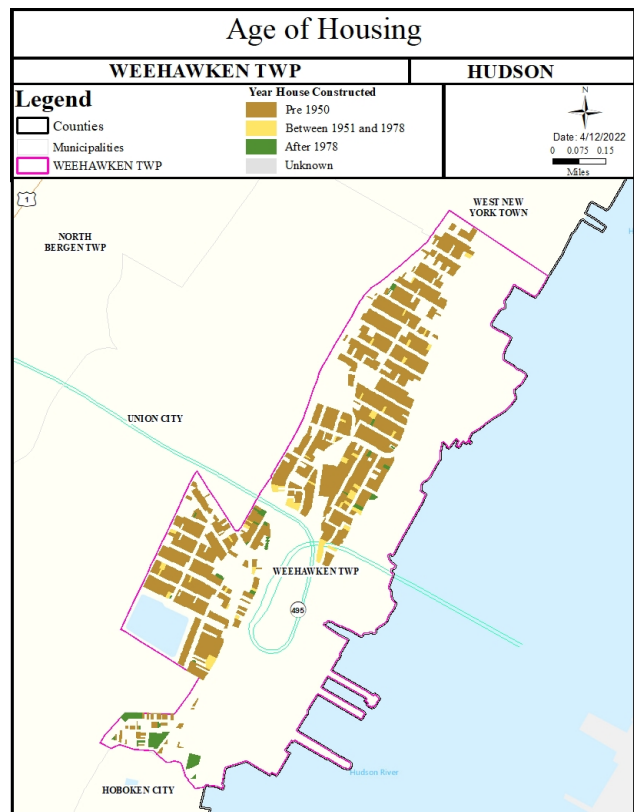 Age of Housing
WEEHAWKEN TWP
HUDSON
Legend
Counties
Municipalities
WEEHAWKEN TWP
Year House Constructed
Pre 1950
Between 1951 and 1978
After 1978
Unknown
N
Date: 4/12/2022
0 0.075 0.15
Miles
1
WEST NEW
YORK TOWN
H
NORTH
BERGEN TWP
UNION CITY
WEEHAWKEN TWP
495
Hudson River
HOBOKEN CITY